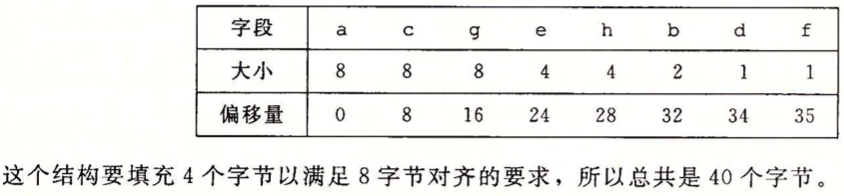 字段 a c g e h b d f
大小 8 8 8 4 4 2 1 1
偏移量 0 8 16 24 28 32 34 35
这个结构要填充 4 个字节以满足 8 字节对齐的要求，所以总共是 40 个字节。